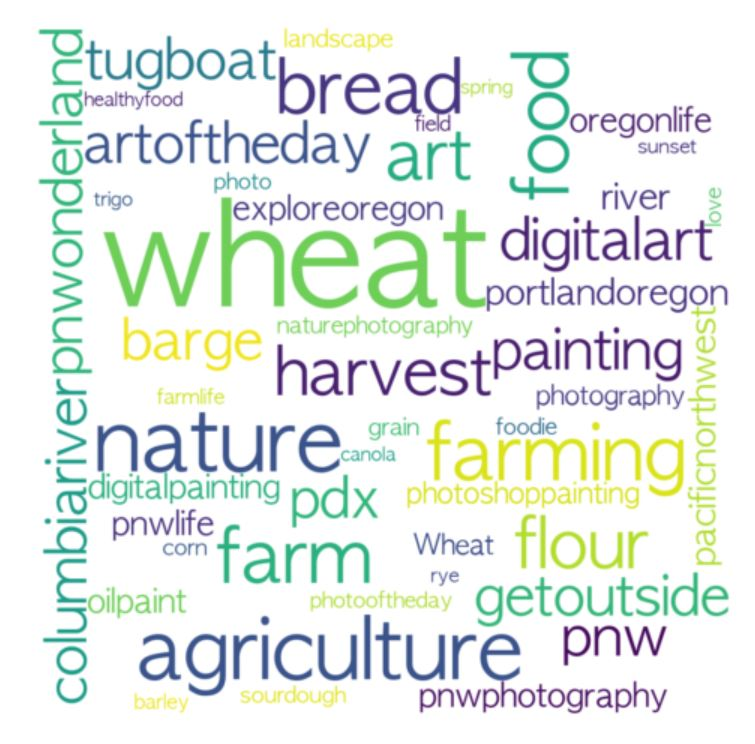 landscape
tugboat
bread
spring
healthyfood
field
food
oregonlife
artoftheday
art
sunset
photo
trigo
exploreoregon
river
love
wheat
digitalart
portlandoregon
pnwonderland
barge
naturephotography
harvest
painting
photography
farmlife
pacificnorthwest
nature
grain
foodie
canola
farming
digitalpainting
pdx
photoshoppainting
pnwlife
corn
farm
Wheat
rye
flour
columbiariver
oilpaint
photooftheday
getoutside
agriculture
pnw
barley
sourdough
pnwphotography